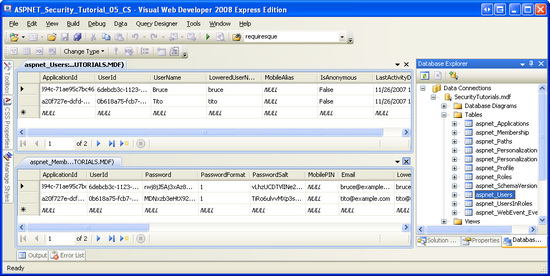 ASPNET_Security_Tutorial_05_CS - Visual Web Developer 2008 Express Edition
File Edit View Build Debug Data Query Designer Tools Window Help
requiresque
Change Type
aspnet_Users:...UTORIALS.MDF)
ApplicationId UserId UserName LoweredUserN... MobileAlias IsAnonymous LastActivityD
394c-71ae95c7bc46 6debcb3c-1123-... Bruce bruce NULL False 11/26/2007 1
a20f727e-dcfd-... 0b618a75-fcb7-... Tito tito NULL False 11/26/2007 1
NULL NULL NULL NULL NULL NULL NULL
1 of 2
aspnet_Memb...TORIALS.MDF)
ApplicationId UserId Password PasswordFormat PasswordSalt MobilePIN Email Lowe
6debcb3c-1123-... 1 NULL bruce@example... bruce
a20f727e-dcfd-... 0b618a75-fcb7-... 1 NULL tito@example.com tito@
NULL NULL NULL NULL NULL NULL NULL NULL
1 of 2
Toolbox
CSS Properties
Manage Styles
Database Explorer
Data Connections
SecurityTutorials.mdf
Database Diagrams
Tables
aspnet_Applications
aspnet_Membership
aspnet_Paths
aspnet_Personalization
aspnet_Personalization
aspnet_Profile
aspnet_Roles
aspnet_SchemaVersion
aspnet_Users
aspnet_UsersInRoles
aspnet_WebEvent_Eve
Views
Solution ... Properties Databas...
Output Error List
Ready